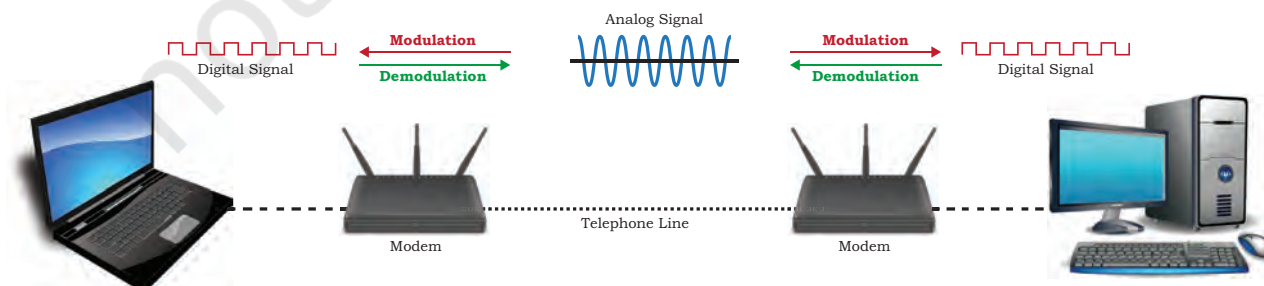 Analog Signal
Modulation
Modulation
Digital Signal
Demodulation
Demodulation
Digital Signal
Modem
Telephone Line
Modem